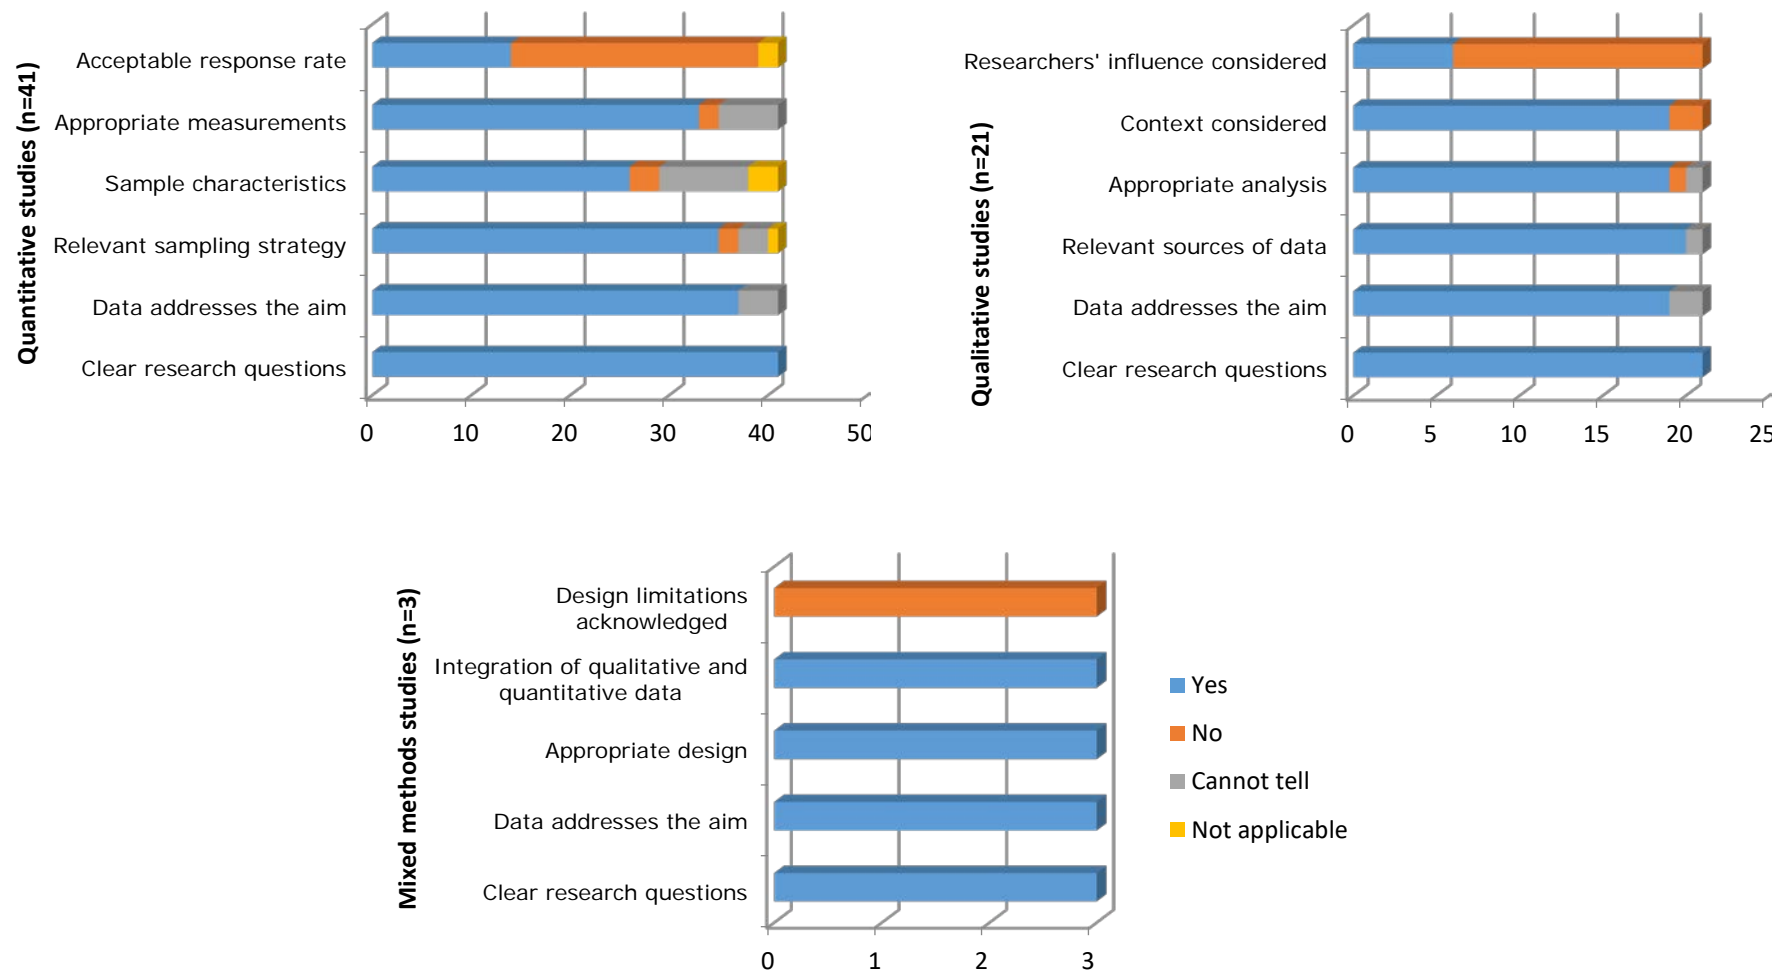 Quantitative studies (n=41)
Acceptable response rate
Appropriate measurements
Sample characteristics
Relevant sampling strategy
Data addresses the aim
Clear research questions
0 10 20 30 40 50
Qualitative studies (n=21)
Researchers' influence considered
Context considered
Appropriate analysis
Relevant sources of data
Data addresses the aim
Clear research questions
0 5 10 15 20 25
Mixed methods studies (n=3)
Design limitations
acknowledged
Integration of qualitative and
quantitative data
Appropriate design
Data addresses the aim
Clear research questions
0 1 2 3
Yes
No
Cannot tell
Not applicable